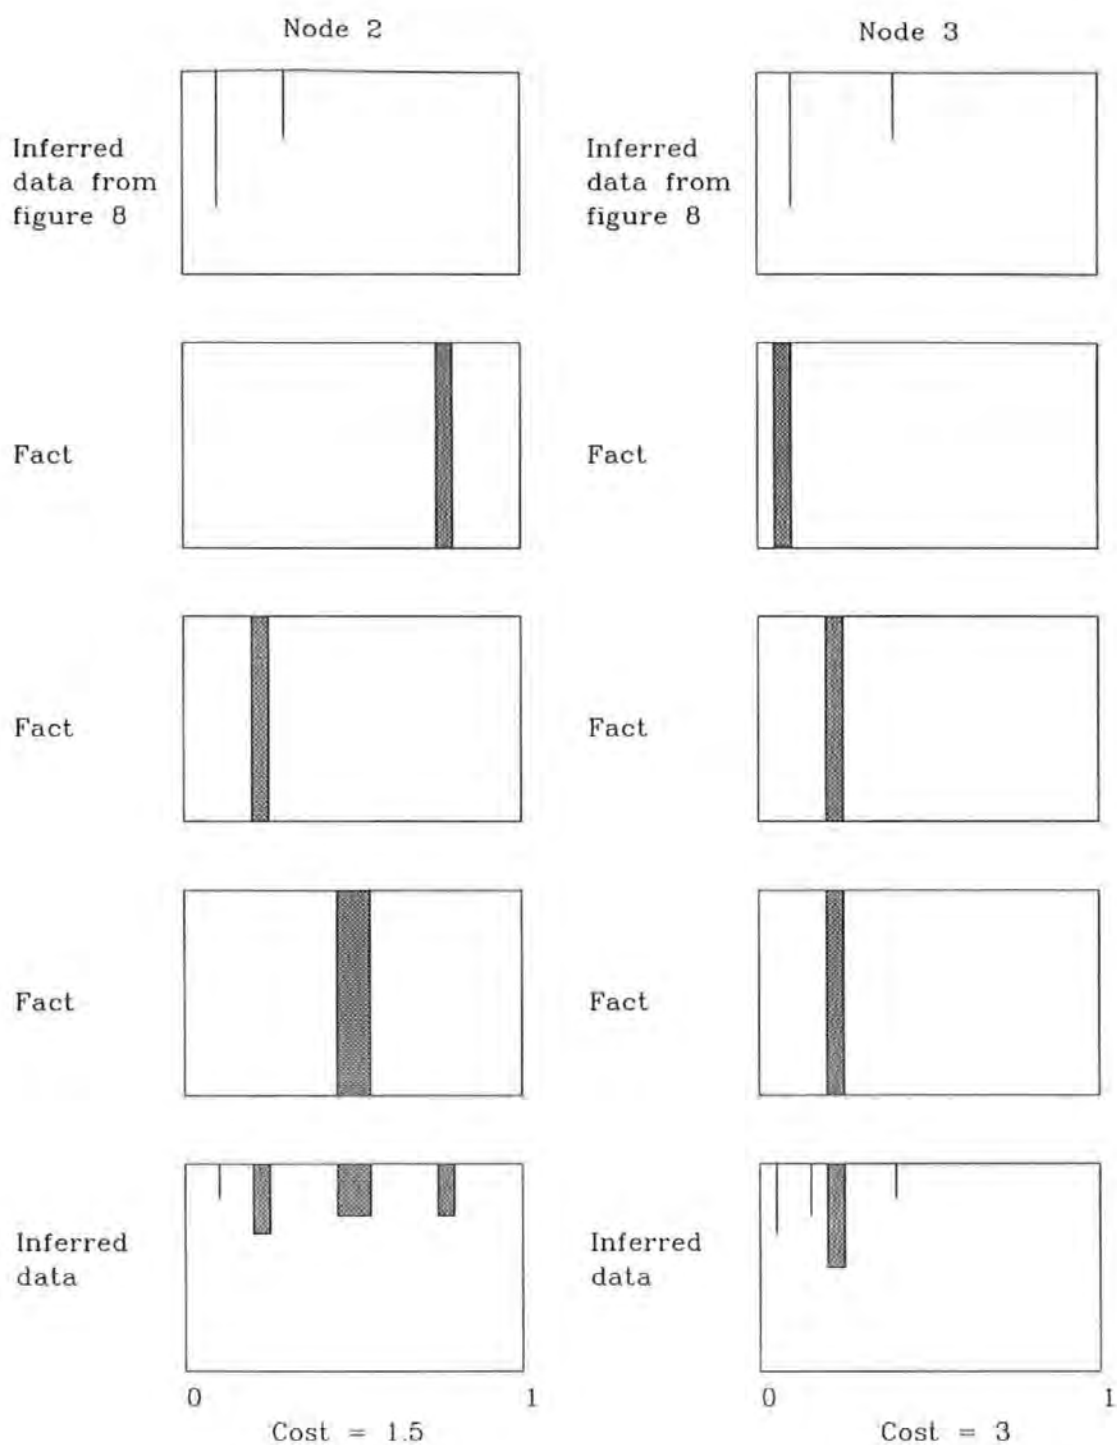 Node 2
Node 3
Inferred
data from
figure 8
Inferred
data from
figure 8
Fact
Fact
Fact
Fact
Fact
Fact
Inferred
data
Inferred
data
0 1
0 1
Cost = 1.5
Cost = 3